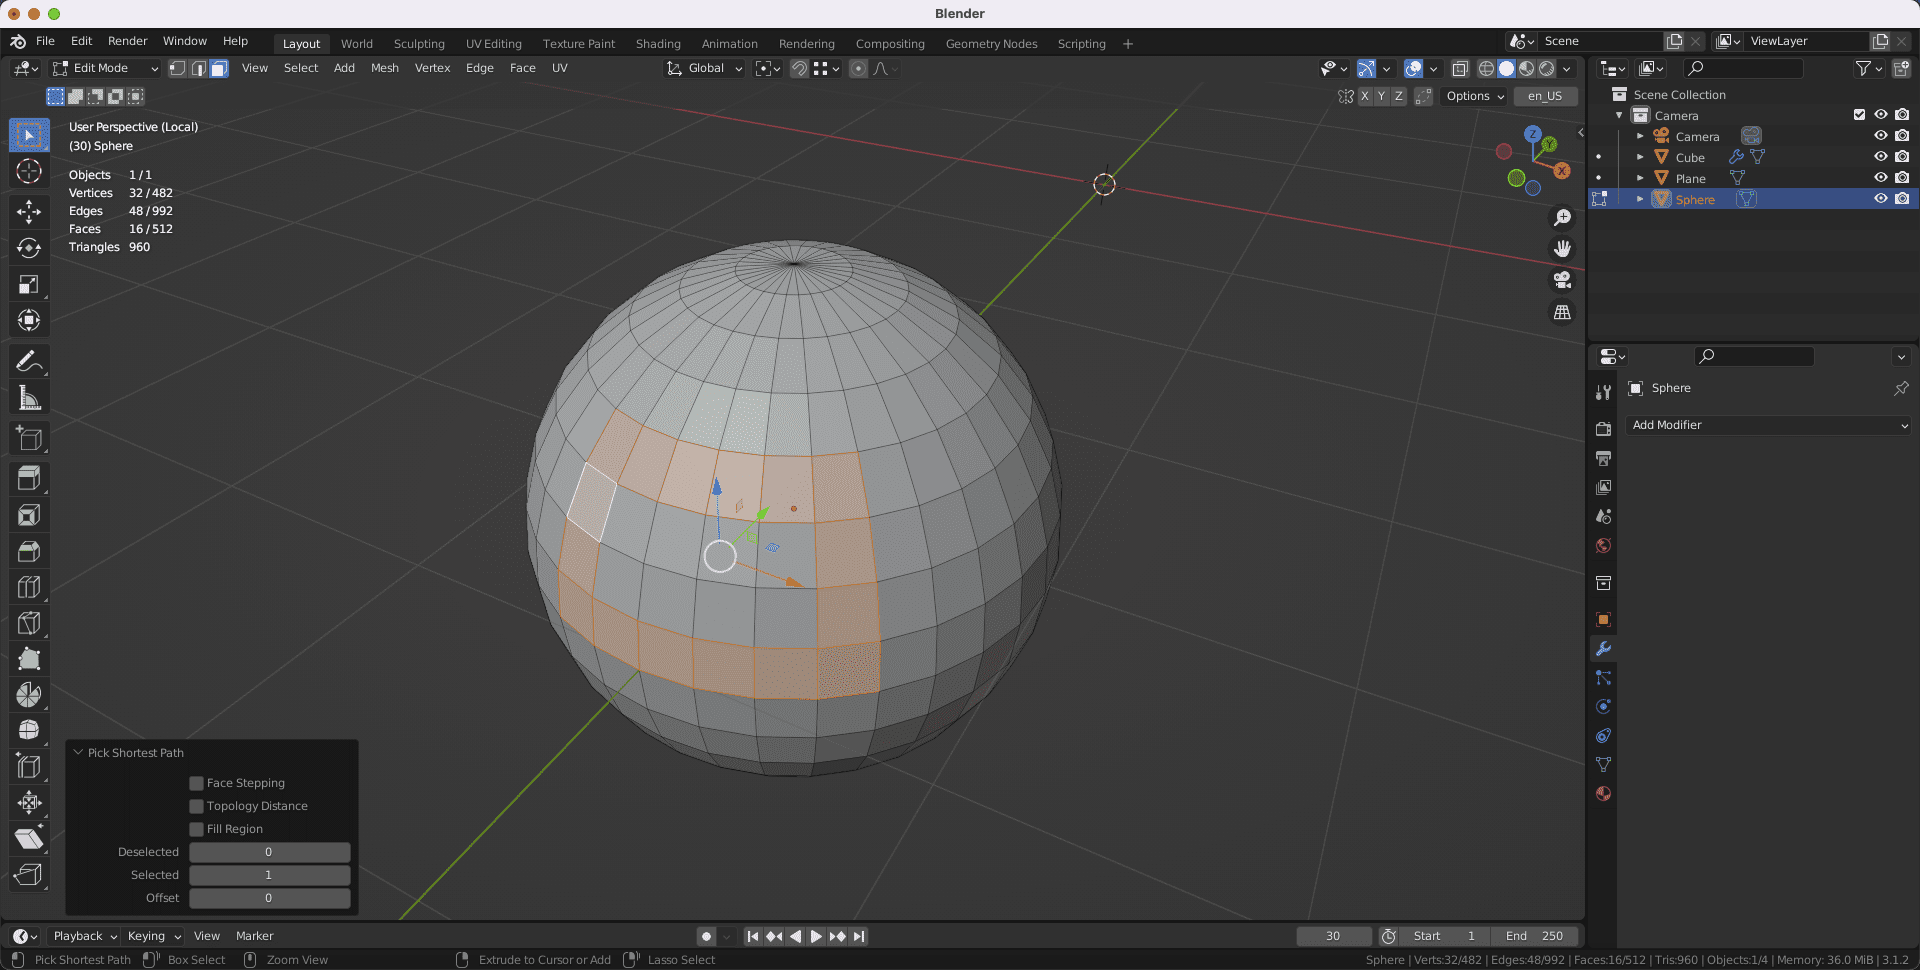 Blender
File Edit Render Window Help Layout World Sculpting UV Editing Texture Paint Shading Animation Rendering Compositing Geometry Nodes Scripting + Scene ViewLayer
Edit Mode View Select Add Mesh Vertex Edge Face UV Global
X Y Z Options en_US
User Perspective (Local)
(30) Sphere
Objects 1 / 1
Vertices 32 / 482
Edges 48 / 992
Faces 16 / 512
Triangles 960
Z
Y
X
Scene Collection
Camera
Camera
Cube
Plane
Sphere
Sphere
Add Modifier
Pick Shortest Path
Face Stepping
Topology Distance
Fill Region
Deselected 0
Selected 1
Offset 0
Playback Keying View Marker 30 Start 1 End 250
Pick Shortest Path Box Select Zoom View Extrude to Cursor or Add Lasso Select Sphere | Verts:32/482 | Edges:48/992 | Faces:16/512 | Tris:960 | Objects:1/4 | Memory: 36.0 MiB | 3.1.2